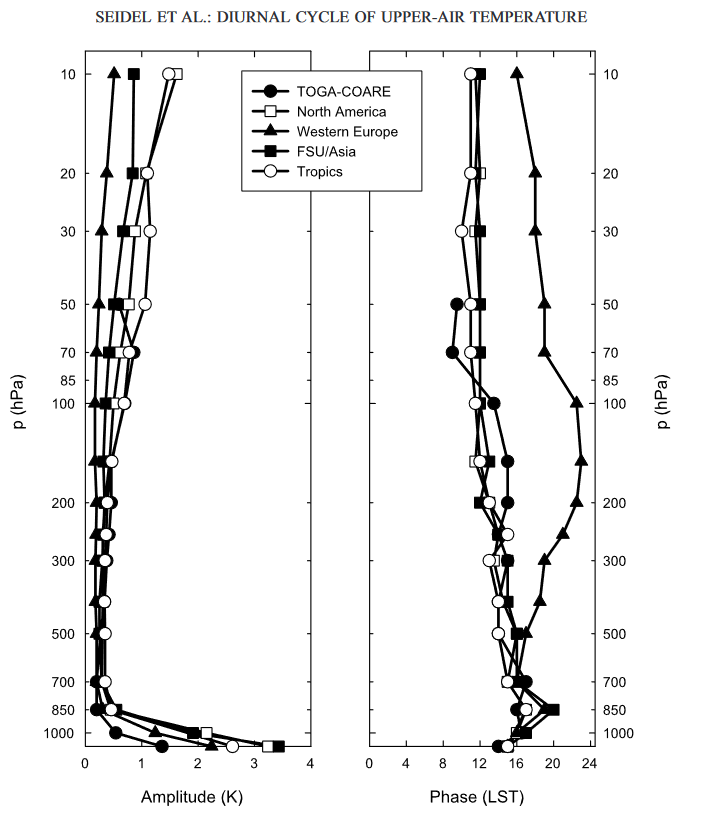 SEIDEL ET AL.: DIURNAL CYCLE OF UPPER-AIR TEMPERATURE
TOGA-COARE
North America
Western Europe
FSU/Asia
Tropics
p (hPa)
10
20
30
50
70
85
100
200
300
500
700
850
1000
0 1 2 3 4
Amplitude (K)
10
20
30
50
70
85
100
200
300
500
700
850
1000
p (hPa)
0 4 8 12 16 20 24
Phase (LST)